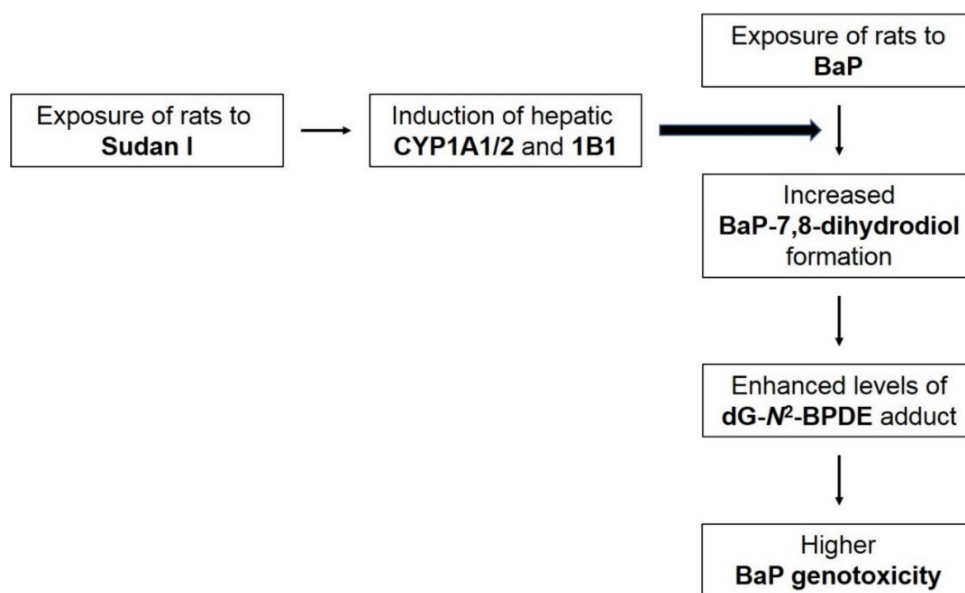 Exposure of rats to
BaP
Exposure of rats to
Sudan I
Induction of hepatic
CYP1A1/2 and 1B1
Increased
BaP-7,8-dihydrodiol
formation
Enhanced levels of
dG-N²-BPDE adduct
Higher
BaP genotoxicity